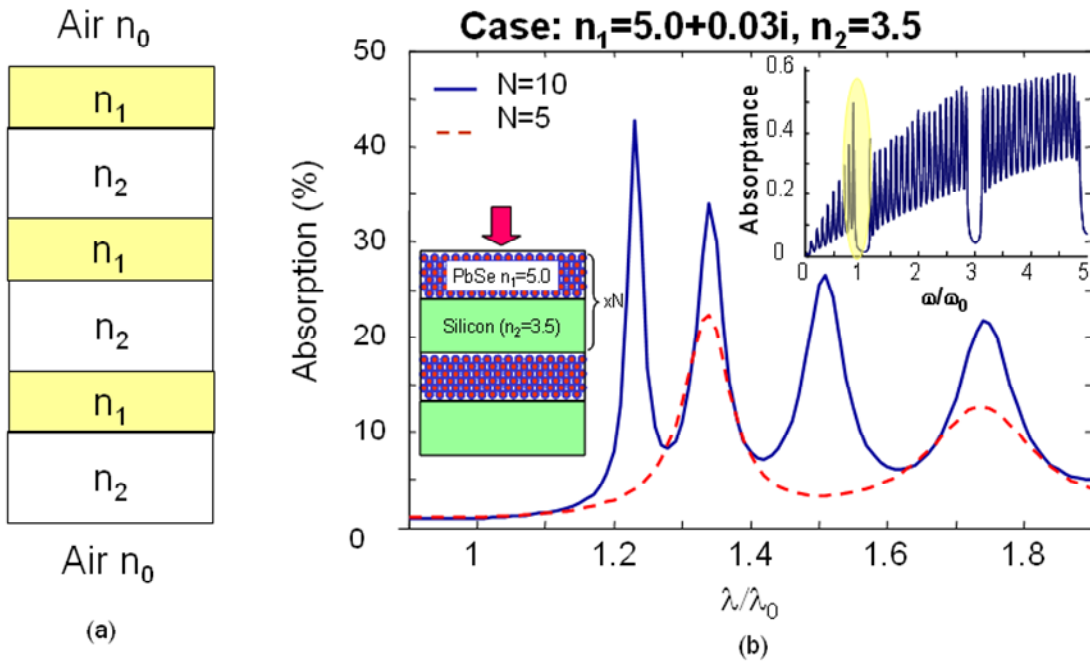 Air n₀
n₁
n₂
n₁
n₂
n₁
n₂
Air n₀
(a)
Case: n₁=5.0+0.03i, n₂=3.5
Absorption (%)
50
40
30
20
10
0
N=10
N=5
PbSe n₁=5.0
Silicon (n₂=3.5)
xN
Absorptance
0.6
0.4
0.2
0
0 1 2 3 4 5
ω/ω₀
1 1.2 1.4 1.6 1.8
λ/λ₀
(b)